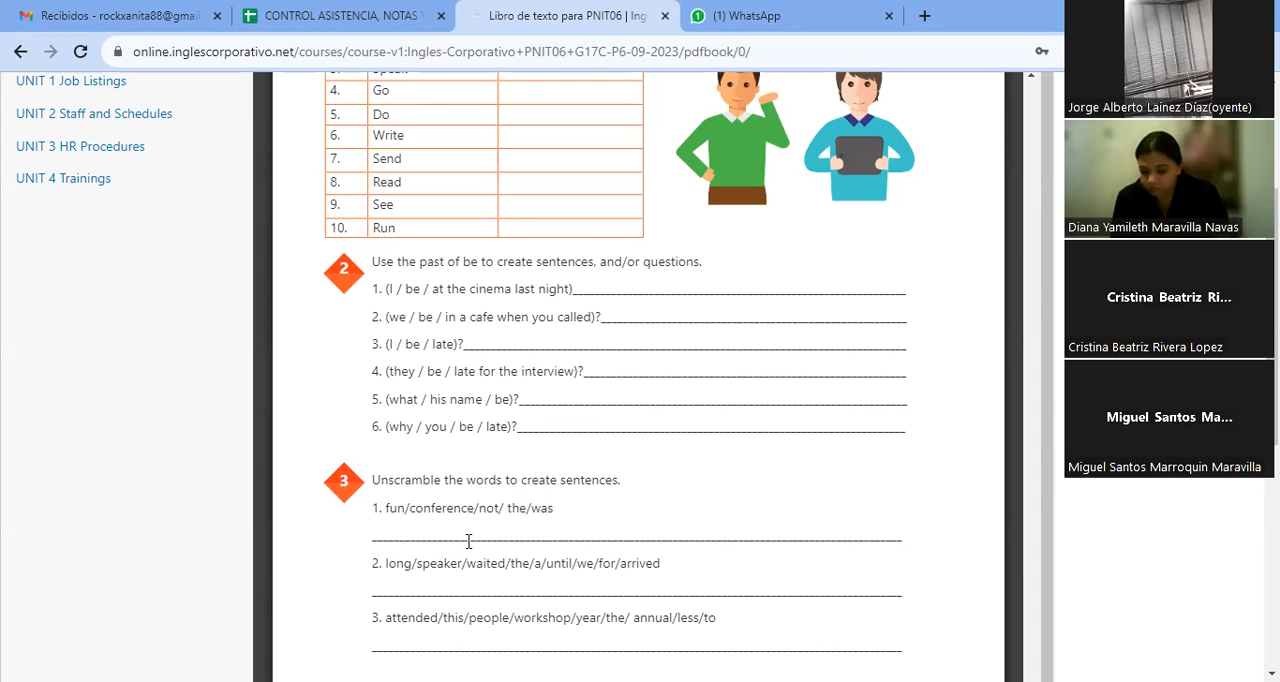 Recibidos - rockxanita88@gmail
CONTROL ASISTENCIA, NOTAS Y
Libro de texto para PNIT06 | Ing
(1) WhatsApp
online.inglescorporativo.net/courses/course-v1:Ingles-Corporativo+PNIT06+G17C-P6-09-2023/pdfbook/0/
UNIT 1 Job Listings
UNIT 2 Staff and Schedules
UNIT 3 HR Procedures
UNIT 4 Trainings
4. Go
5. Do
6. Write
7. Send
8. Read
9. See
10. Run
2 Use the past of be to create sentences, and/or questions.
1. (I / be / at the cinema last night)
2. (we / be / in a cafe when you called)?
3. (I / be / late)?
4. (they / be / late for the interview)?
5. (what / his name / be)?
6. (why / you / be / late)?
3 Unscramble the words to create sentences.
1. fun/conference/not/ the/was
2. long/speaker/waited/the/a/until/we/for/arrived
3. attended/this/people/workshop/year/the/ annual/less/to
Jorge Alberto Lainez Díaz(oyente)
Diana Yamileth Maravilla Navas
Cristina Beatriz Ri...
Cristina Beatriz Rivera Lopez
Miguel Santos Ma...
Miguel Santos Marroquin Maravilla